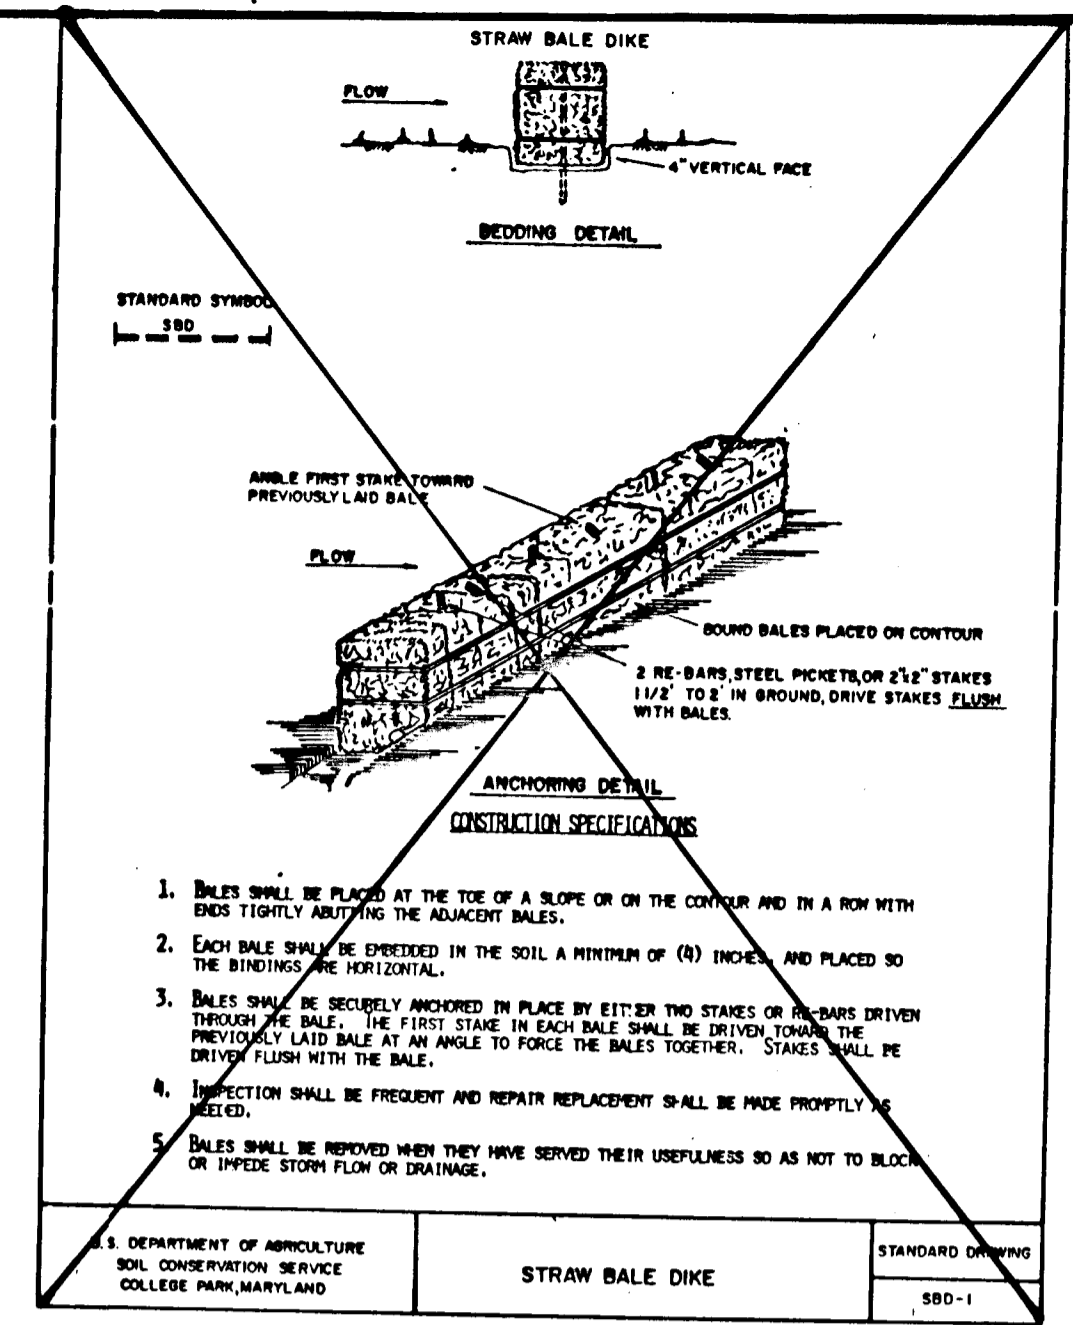 STRAW BALE DIKE
FLOW
4" VERTICAL FACE
BEDDING DETAIL
STANDARD SYMBOL
SBD
ANGLE FIRST STAKE TOWARD
PREVIOUSLY LAID BALE
FLOW
BOUND BALES PLACED ON CONTOUR
2 RE-BARS, STEEL PICKETS, OR 2"x2" STAKES
1 1/2' TO 2' IN GROUND, DRIVE STAKES FLUSH
WITH BALES.
ANCHORING DETAIL
CONSTRUCTION SPECIFICATIONS
1. BALES SHALL BE PLACED AT THE TOE OF A SLOPE OR ON THE CONTOUR AND IN A ROW WITH
ENDS TIGHTLY ABUTTING THE ADJACENT BALES.
2. EACH BALE SHALL BE EMBEDDED IN THE SOIL A MINIMUM OF (4) INCHES, AND PLACED SO
THE BINDINGS ARE HORIZONTAL.
3. BALES SHALL BE SECURELY ANCHORED IN PLACE BY EITHER TWO STAKES OR RE-BARS DRIVEN
THROUGH THE BALE. THE FIRST STAKE IN EACH BALE SHALL BE DRIVEN TOWARD THE
PREVIOUSLY LAID BALE AT AN ANGLE TO FORCE THE BALES TOGETHER. STAKES SHALL BE
DRIVEN FLUSH WITH THE BALE.
4. INSPECTION SHALL BE FREQUENT AND REPAIR REPLACEMENT SHALL BE MADE PROMPTLY AS
NEEDED.
5. BALES SHALL BE REMOVED WHEN THEY HAVE SERVED THEIR USEFULNESS SO AS NOT TO BLOCK
OR IMPEDE STORM FLOW OR DRAINAGE.
U.S. DEPARTMENT OF AGRICULTURE
SOIL CONSERVATION SERVICE
COLLEGE PARK, MARYLAND
STRAW BALE DIKE
STANDARD DRAWING
SBD-1